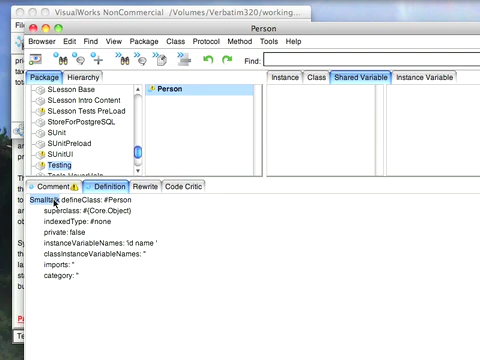 VisualWorks NonCommercial /Volumes/Verbatim320/working...
Person
Browser Edit Find View Package Class Protocol Method Tools Help
Find:
Package Hierarchy
Instance Class Shared Variable Instance Variable
SLesson Base
SLesson Intro Content
SLesson Tests PreLoad
StoreForPostgreSQL
SUnit
SUnitPreload
SUnitUI
Testing
Person
Comment Definition Rewrite Code Critic
Smalltalk defineClass: #Person
superclass: #{Core.Object}
indexedType: #none
private: false
instanceVariableNames: 'id name '
classInstanceVariableNames: ''
imports: ''
category: ''